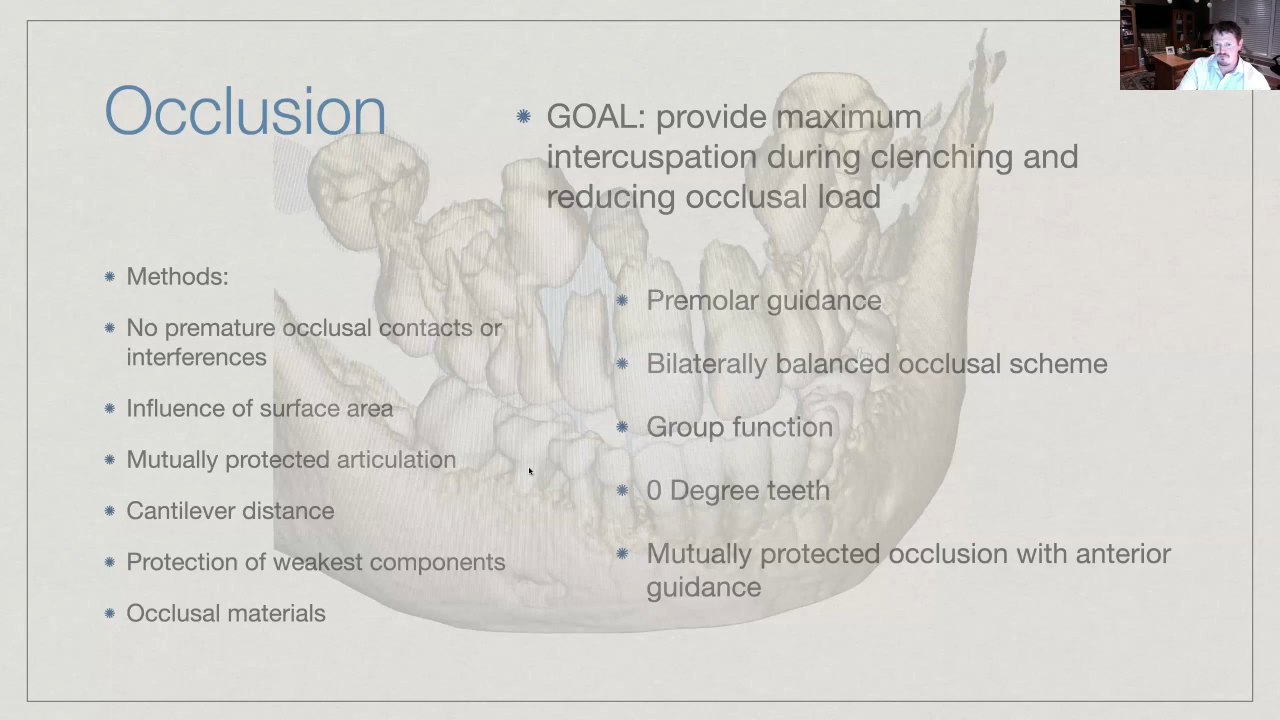 Occlusion
GOAL: provide maximum
intercuspation during clenching and
reducing occlusal load
Methods:
No premature occlusal contacts or
interferences
Influence of surface area
Mutually protected articulation
Cantilever distance
Protection of weakest components
Occlusal materials
Premolar guidance
Bilaterally balanced occlusal scheme
Group function
0 Degree teeth
Mutually protected occlusion with anterior
guidance